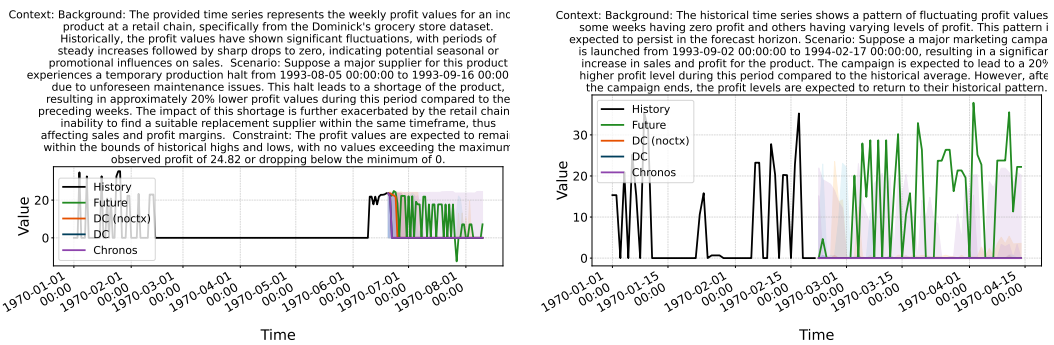 Context: Background: The provided time series represents the weekly profit values for an
product at a retail chain, specifically from the Dominick's grocery store dataset.
Historically, the profit values have shown significant fluctuations, with periods of
steady increases followed by sharp drops to zero, indicating potential seasonal or
promotional influences on sales. Scenario: Suppose a major supplier for this product
experiences a temporary production halt from 1993-08-05 00:00:00 to 1993-09-16 00:00
due to unforeseen maintenance issues. This halt leads to a shortage of the product,
resulting in approximately 20% lower profit values during this period compared to the
preceding weeks. The impact of this shortage is further exacerbated by the retail chain
inability to find a suitable replacement supplier within the same timeframe, thus
affecting sales and profit margins. Constraint: The profit values are expected to remai
within the bounds of historical highs and lows, with no values exceeding the maximum
observed profit of 24.82 or dropping below the minimum of 0.
History
Future
DC (noctx)
DC
Chronos
Value
20
0
1970-01-01 00:00
1970-02-01 00:00
1970-03-01 00:00
1970-04-01 00:00
1970-05-01 00:00
1970-06-01 00:00
1970-07-01 00:00
1970-08-01 00:00
Time
Context: Background: The historical time series shows a pattern of fluctuating profit values
some weeks having zero profit and others having varying levels of profit. This pattern i
expected to persist in the forecast horizon. Scenario: Suppose a major marketing campa
is launched from 1993-09-02 00:00:00 to 1994-02-17 00:00:00, resulting in a significan
increase in sales and profit for the product. The campaign is expected to lead to a 20%
higher profit level during this period compared to the historical average. However, afte
the campaign ends, the profit levels are expected to return to their historical pattern.
History
Future
DC (noctx)
DC
Chronos
Value
30
20
10
0
1970-01-01 00:00
1970-01-15 00:00
1970-02-01 00:00
1970-02-15 00:00
1970-03-01 00:00
1970-03-15 00:00
1970-04-01 00:00
1970-04-15 00:00
Time